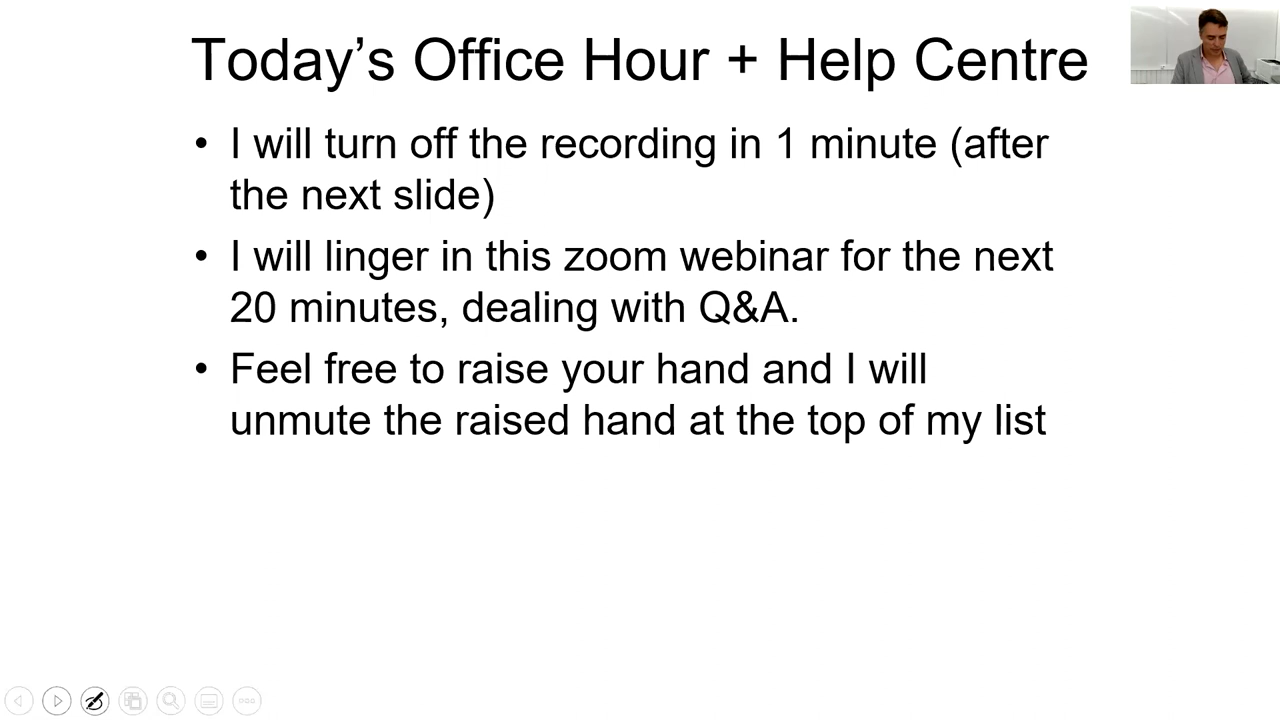 Today’s Office Hour + Help Centre
• I will turn off the recording in 1 minute (after
the next slide)
• I will linger in this zoom webinar for the next
20 minutes, dealing with Q&A.
• Feel free to raise your hand and I will
unmute the raised hand at the top of my list